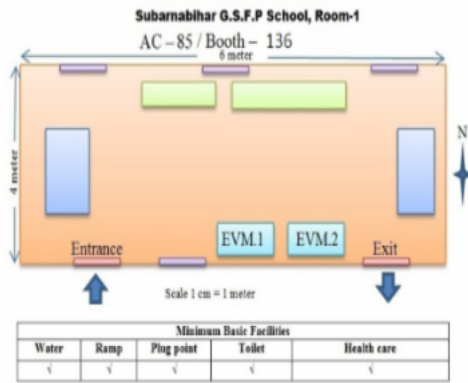 Subarnabihar G.S.F.P School, Room-1
AC – 85 / Booth – 136
6 meter
4 meter
N
EVM.1
EVM.2
Entrance
Exit
Scale 1 cm = 1 meter
Minimum Basic Facilities
Water Ramp Plug point Toilet Health care
√ √ √ √ √